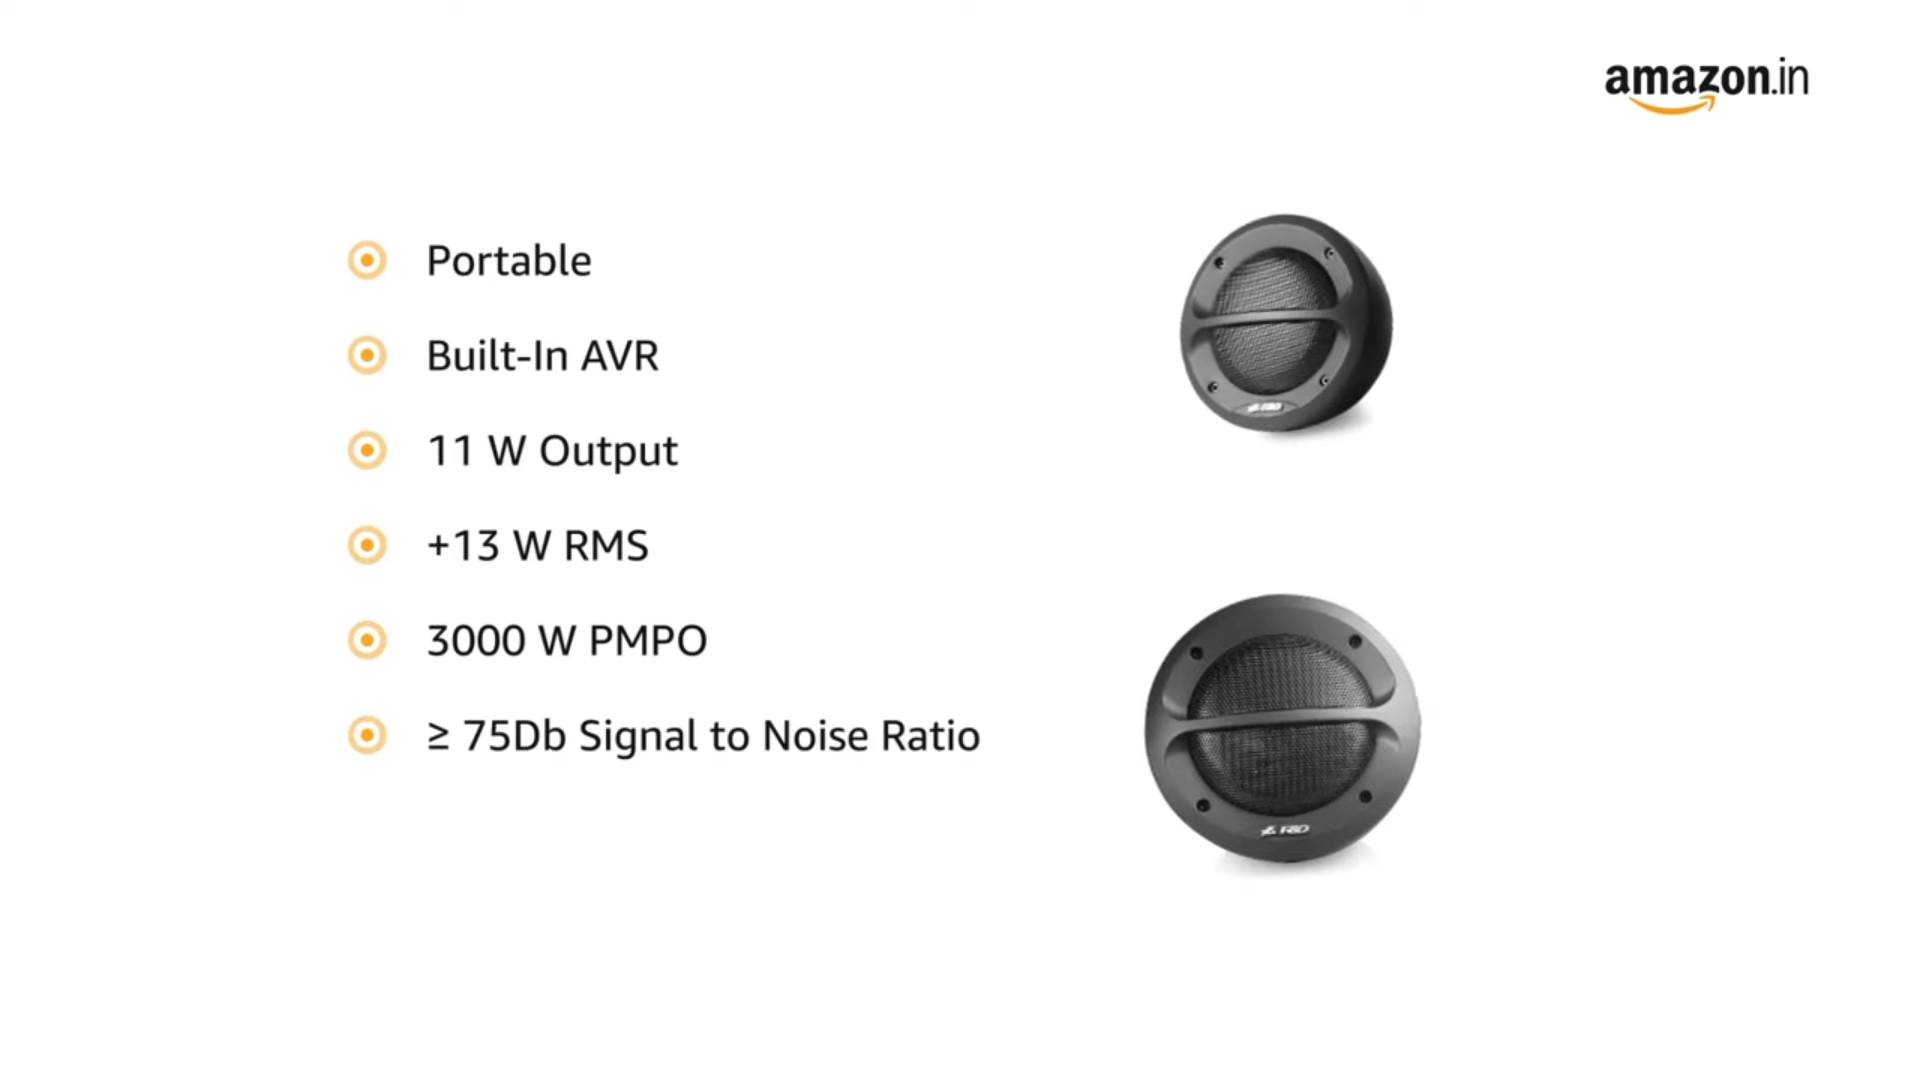 amazon.in
Portable
Built-In AVR
11 W Output
+13 W RMS
3000 W PMPO
≥ 75Db Signal to Noise Ratio
F&D